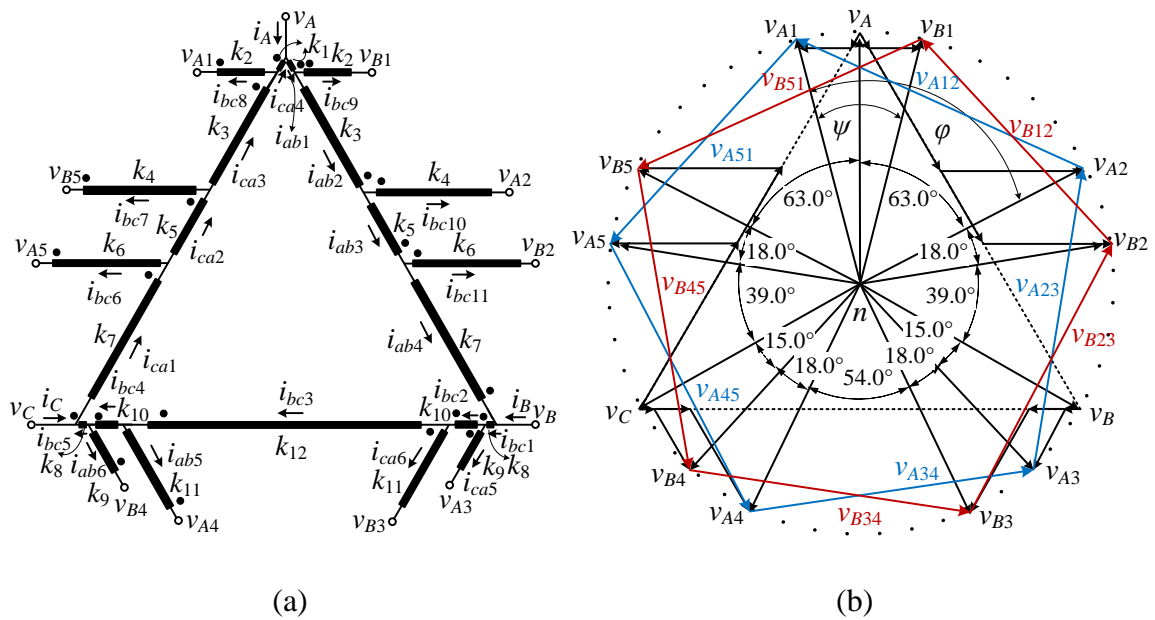 v_A
i_A
k_1
v_A1 k_2 k_2 v_B1
i_bc8 i_ca4 i_bc9
k_3 i_ab1 k_3
i_ca3 i_ab2
v_B5 k_4 k_4 v_A2
i_bc7 k_5 k_5 i_bc10
i_ca2 i_ab3
v_A5 k_6 k_6 v_B2
i_bc6 i_bc11
k_7 i_ca1 i_ab4 k_7
i_bc4 i_bc2
v_C i_C k_10 i_bc3 k_10 i_B v_B
i_bc5 k_12 i_bc1
k_8 i_ab6 i_ab5 i_ca6 k_9 k_8
k_9 k_11 k_11 i_ca5
v_B4 v_A3
v_A4 v_B3
(a)
v_A
v_A1 v_B1
v_B51 v_A12
ψ φ v_B12
v_A51
v_B5 v_A2
63.0° 63.0°
v_A5 18.0° 18.0° v_B2
v_B45 39.0° n 39.0° v_A23
15.0° 15.0° v_B23
18.0° 18.0°
54.0°
v_C v_A45 v_B
v_B4 v_A34 v_A3
v_A4 v_B34 v_B3
(b)